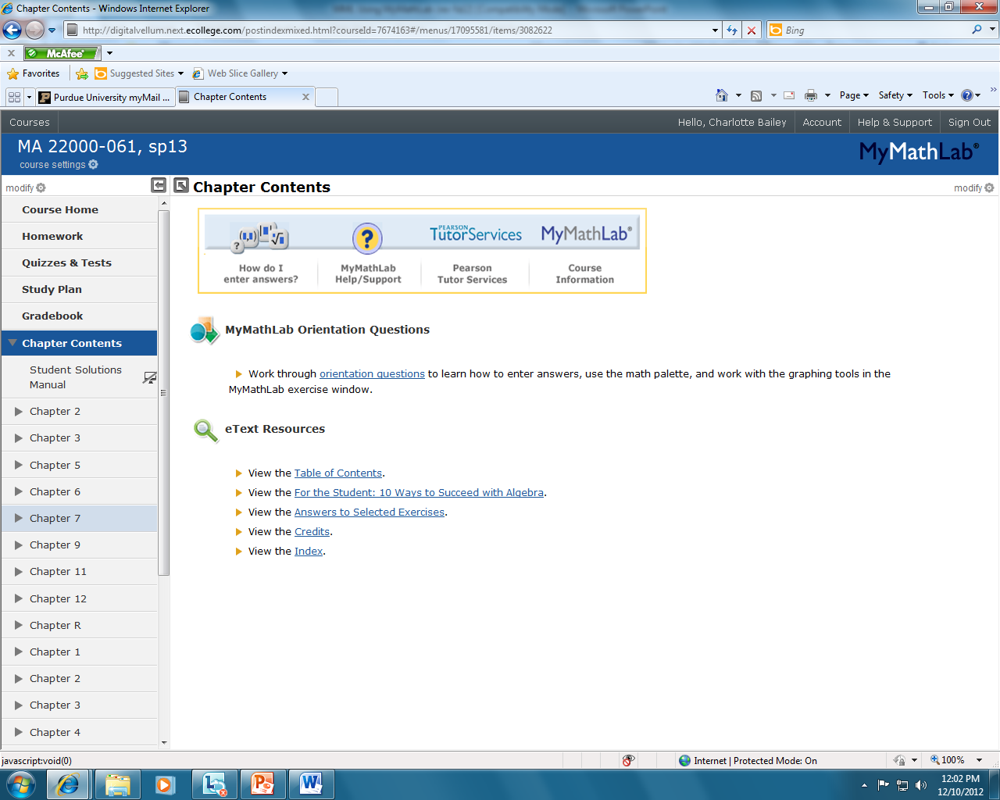 Chapter Contents - Windows Internet Explorer
http://digitalvellum.next.ecollege.com/postindexmixed.html?courseId=7674163#/menus/17095581/items/3082622
Bing
x McAfee
Favorites Suggested Sites Web Slice Gallery
Purdue University myMail ... Chapter Contents x Page Safety Tools »
Courses Hello, Charlotte Bailey Account Help & Support Sign Out
MA 22000-061, sp13
course settings
MyMathLab®
modify Chapter Contents modify
Course Home
Homework
Quizzes & Tests
Study Plan
Gradebook
Chapter Contents
Student Solutions
Manual
Chapter 2
Chapter 3
Chapter 5
Chapter 6
Chapter 7
Chapter 9
Chapter 11
Chapter 12
Chapter R
Chapter 1
Chapter 2
Chapter 3
Chapter 4
How do I
enter answers?
MyMathLab
Help/Support
PEARSON
TutorServices
Pearson
Tutor Services
MyMathLab®
Course
Information
MyMathLab Orientation Questions
Work through orientation questions to learn how to enter answers, use the math palette, and work with the graphing tools in the
MyMathLab exercise window.
eText Resources
View the Table of Contents.
View the For the Student: 10 Ways to Succeed with Algebra.
View the Answers to Selected Exercises.
View the Credits.
View the Index.
javascript:void(0) Internet | Protected Mode: On 100%
12:02 PM
12/10/2012